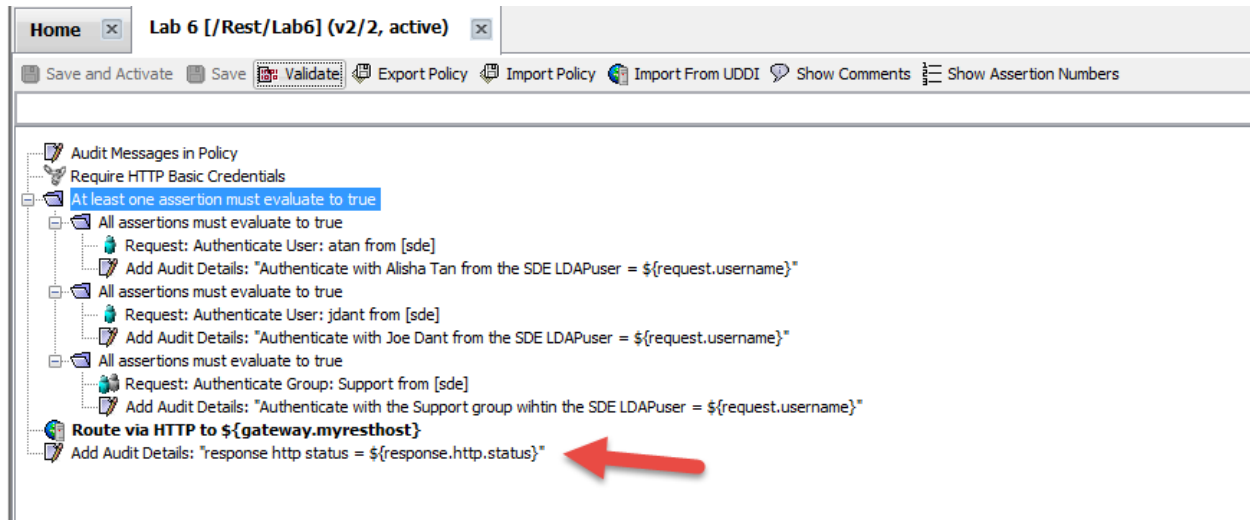 Home Lab 6 [/Rest/Lab6] (v2/2, active)
Save and Activate Save Validate Export Policy Import Policy Import From UDDI Show Comments Show Assertion Numbers
Audit Messages in Policy
Require HTTP Basic Credentials
At least one assertion must evaluate to true
All assertions must evaluate to true
Request: Authenticate User: atan from [sde]
Add Audit Details: "Authenticate with Alisha Tan from the SDE LDAPuser = ${request.username}"
All assertions must evaluate to true
Request: Authenticate User: jdant from [sde]
Add Audit Details: "Authenticate with Joe Dant from the SDE LDAPuser = ${request.username}"
All assertions must evaluate to true
Request: Authenticate Group: Support from [sde]
Add Audit Details: "Authenticate with the Support group wihtin the SDE LDAPuser = ${request.username}"
Route via HTTP to ${gateway.myresthost}
Add Audit Details: "response http status = ${response.http.status}"